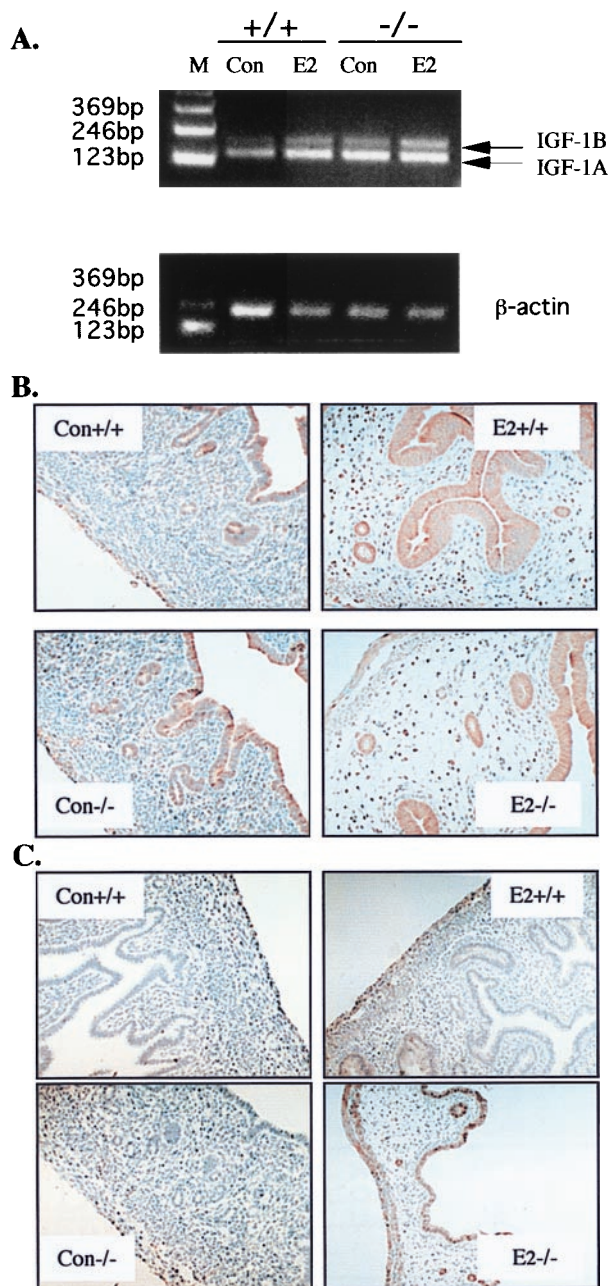 A.
+/+ -/-
M Con E2 Con E2
369bp
246bp
123bp
IGF-1B
IGF-1A
369bp
246bp
123bp
β-actin
B.
Con+/+ E2+/+
Con-/- E2-/-
C.
Con+/+ E2+/+
Con-/- E2-/-